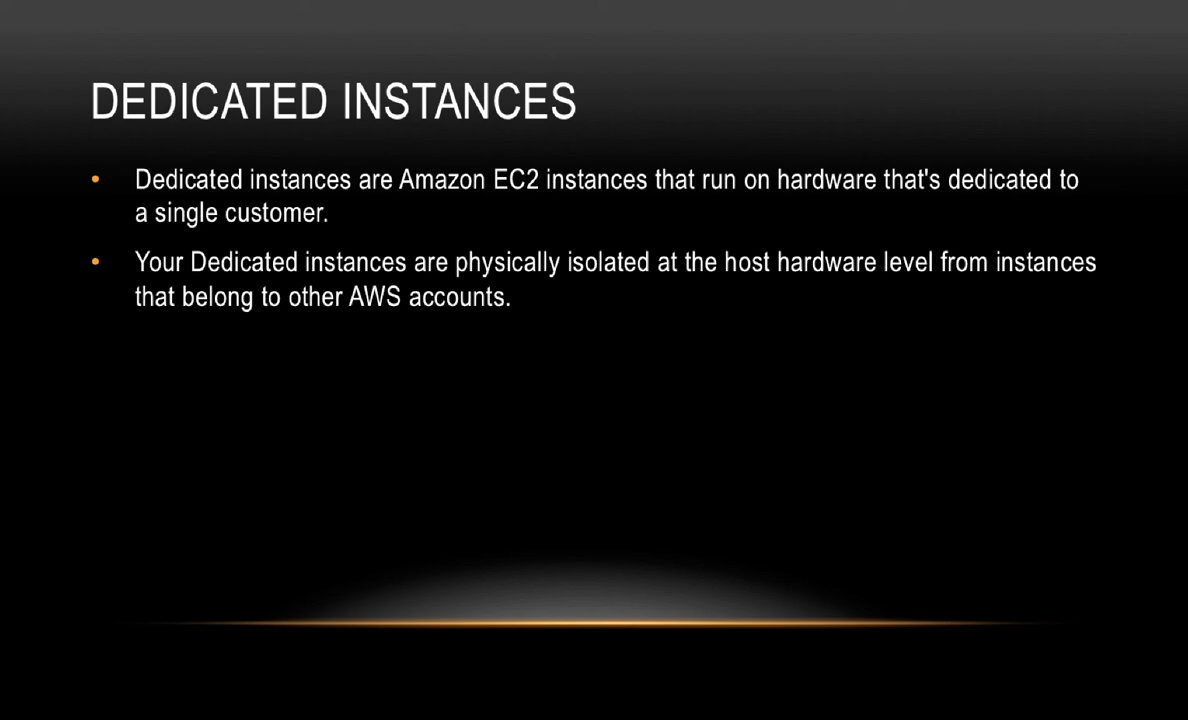 DEDICATED INSTANCES
• Dedicated instances are Amazon EC2 instances that run on hardware that's dedicated to
a single customer.
• Your Dedicated instances are physically isolated at the host hardware level from instances
that belong to other AWS accounts.